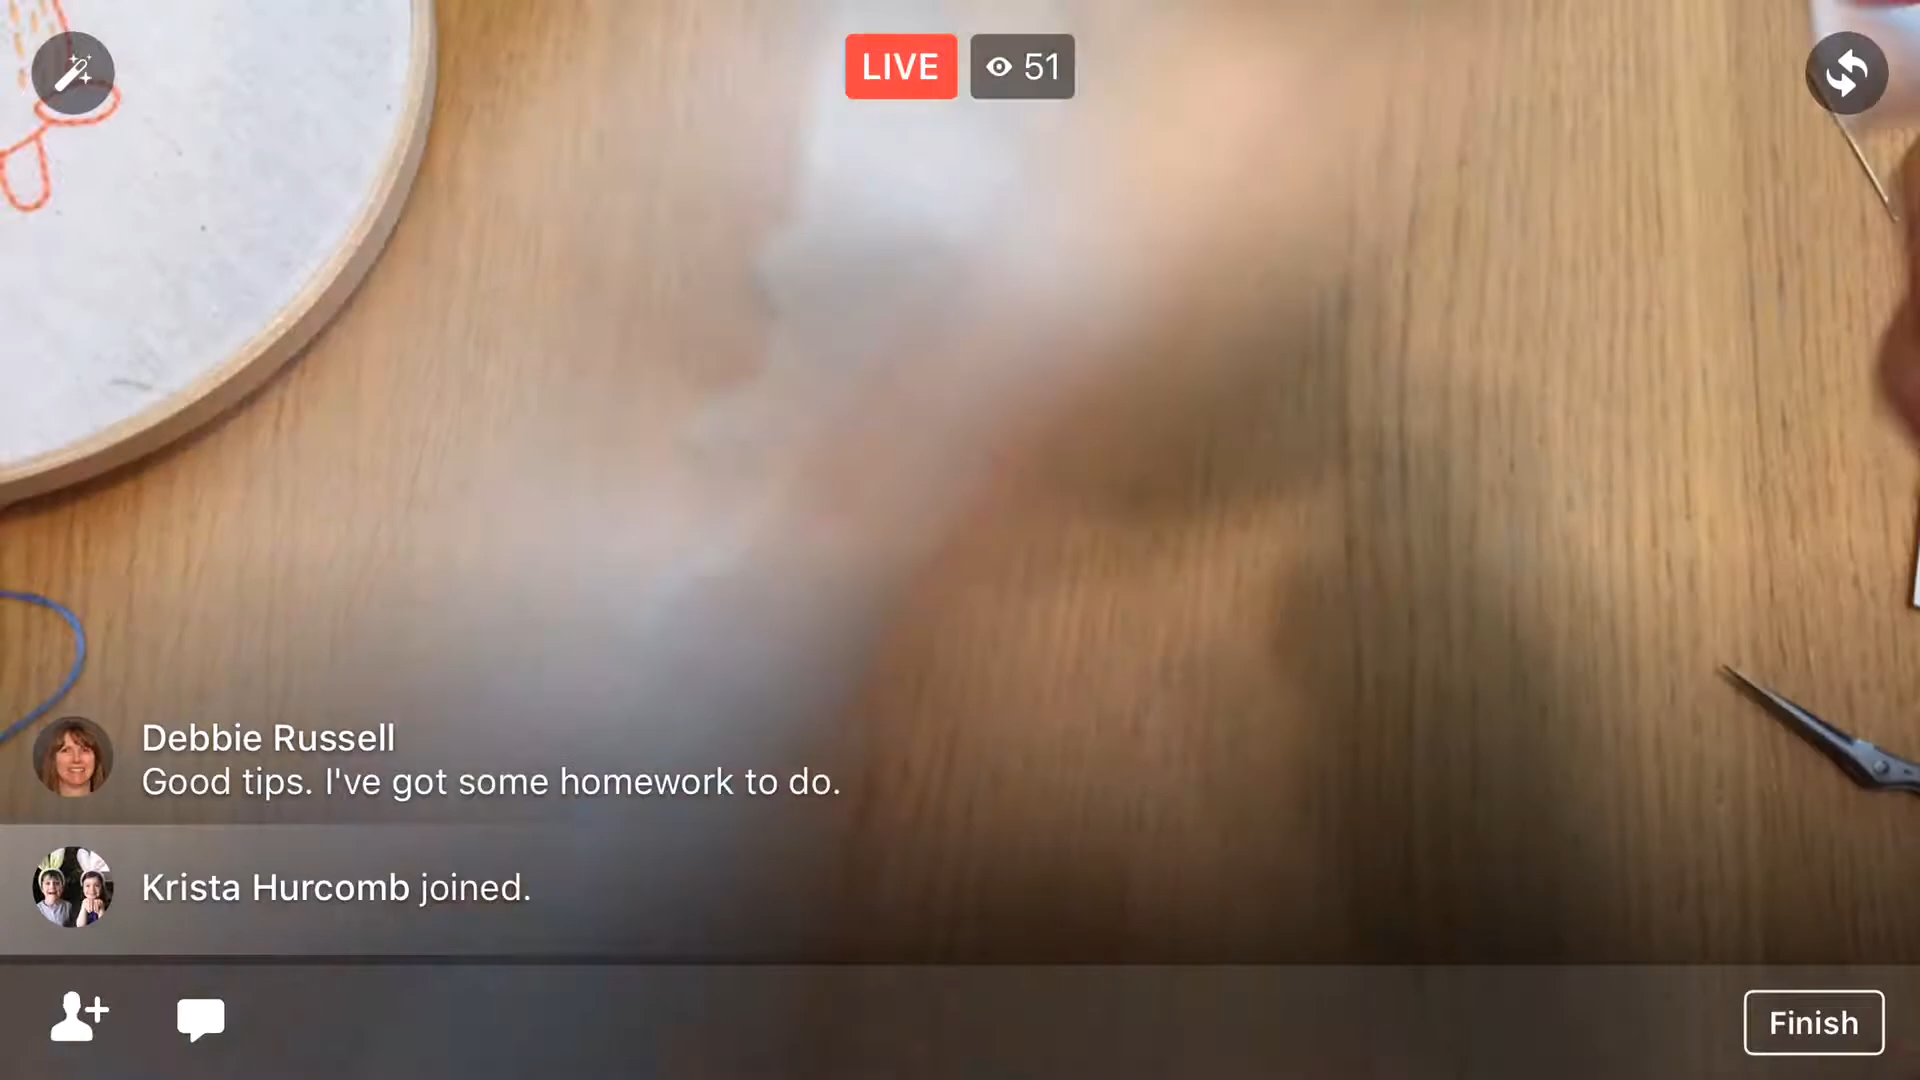 LIVE 51
Debbie Russell
Good tips. I've got some homework to do.
Krista Hurcomb joined.
Finish